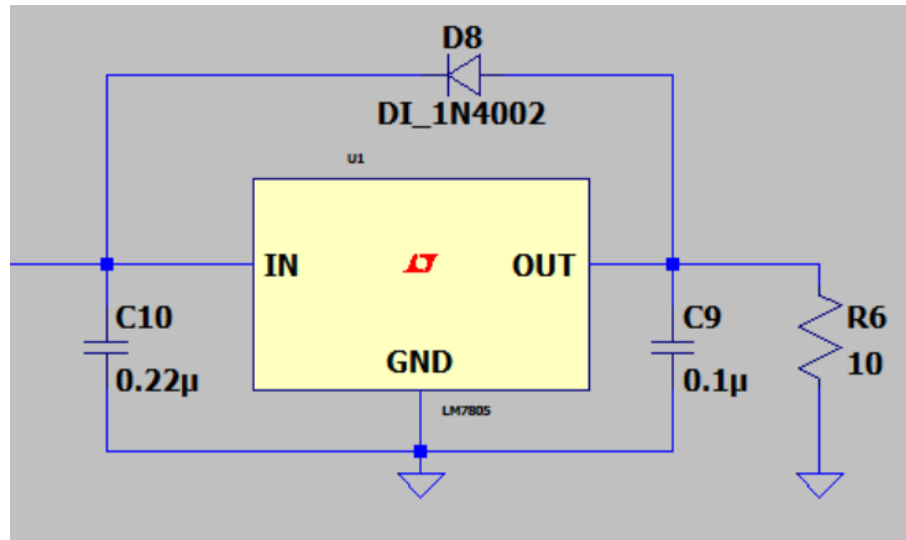 D8
DI_1N4002
U1
IN
OUT
C10
C9
R6
0.22µ
GND
0.1µ
10
LM7805